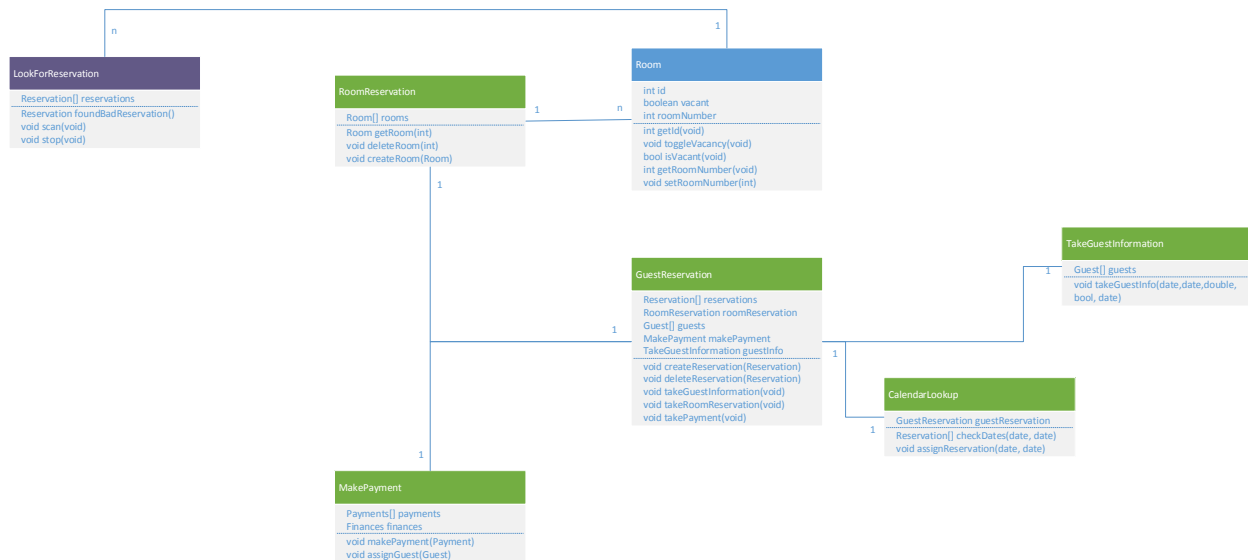 n
1
LookForReservation
Reservation[] reservations
Reservation foundBadReservation()
void scan(void)
void stop(void)
RoomReservation
Room[] rooms
Room getRoom(int)
void deleteRoom(int)
void createRoom(Room)
1
n
Room
int id
boolean vacant
int roomNumber
int getId(void)
void toggleVacancy(void)
bool isVacant(void)
int getRoomNumber(void)
void setRoomNumber(int)
1
1
GuestReservation
Reservation[] reservations
RoomReservation roomReservation
Guest[] guests
MakePayment makePayment
TakeGuestInformation guestInfo
void createReservation(Reservation)
void deleteReservation(Reservation)
void takeGuestInformation(void)
void takeRoomReservation(void)
void takePayment(void)
1
1
TakeGuestInformation
Guest[] guests
void takeGuestInfo(date,date,double,
bool, date)
CalendarLookup
GuestReservation guestReservation
Reservation[] checkDates(date, date)
void assignReservation(date, date)
1
1
MakePayment
Payments[] payments
Finances finances
void makePayment(Payment)
void assignGuest(Guest)